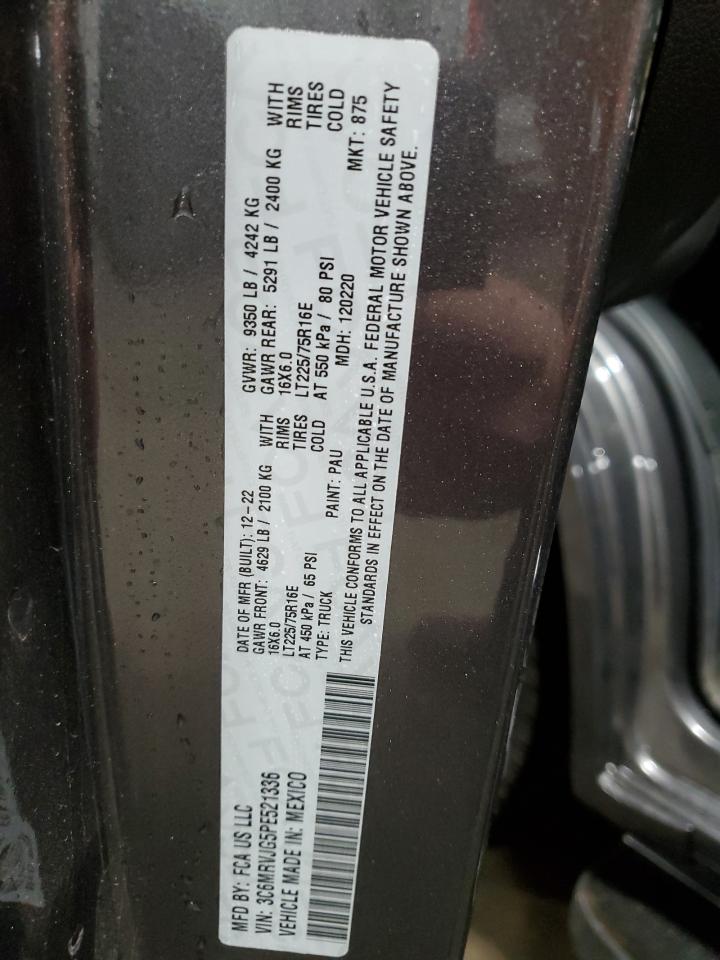 MFD BY: FCA US LLC
VIN: 3C6MRVJG5PE521336
VEHICLE MADE IN: MEXICO
DATE OF MFR (BUILT): 12-22 GVWR: 9350 LB / 4242 KG
GAWR FRONT: 4629 LB / 2100 KG WITH GAWR REAR: 5291 LB / 2400 KG WITH
16X6.0 RIMS 16X6.0 RIMS
LT225/75R16E TIRES LT225/75R16E TIRES
AT 450 kPa / 65 PSI COLD AT 550 kPa / 80 PSI COLD
TYPE: TRUCK PAINT: PAU MDH: 120220 MKT: 875
THIS VEHICLE CONFORMS TO ALL APPLICABLE U.S.A. FEDERAL MOTOR VEHICLE SAFETY
STANDARDS IN EFFECT ON THE DATE OF MANUFACTURE SHOWN ABOVE.